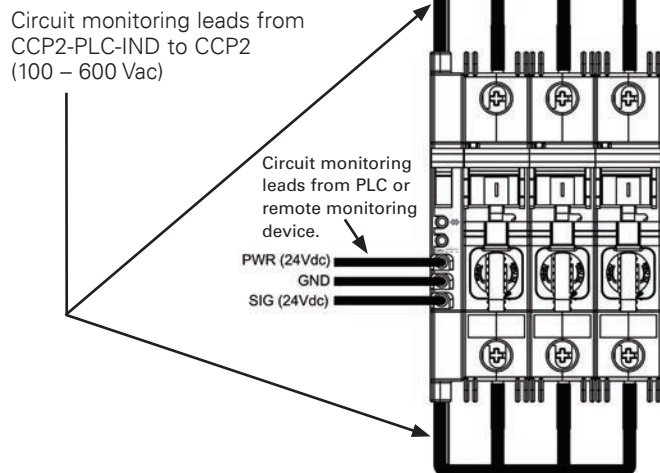 Circuit monitoring leads from
CCP2-PLC-IND to CCP2
(100 – 600 Vac)
Circuit monitoring
leads from PLC or
remote monitoring
device.
PWR (24Vdc)
GND
SIG (24Vdc)
I
I
I